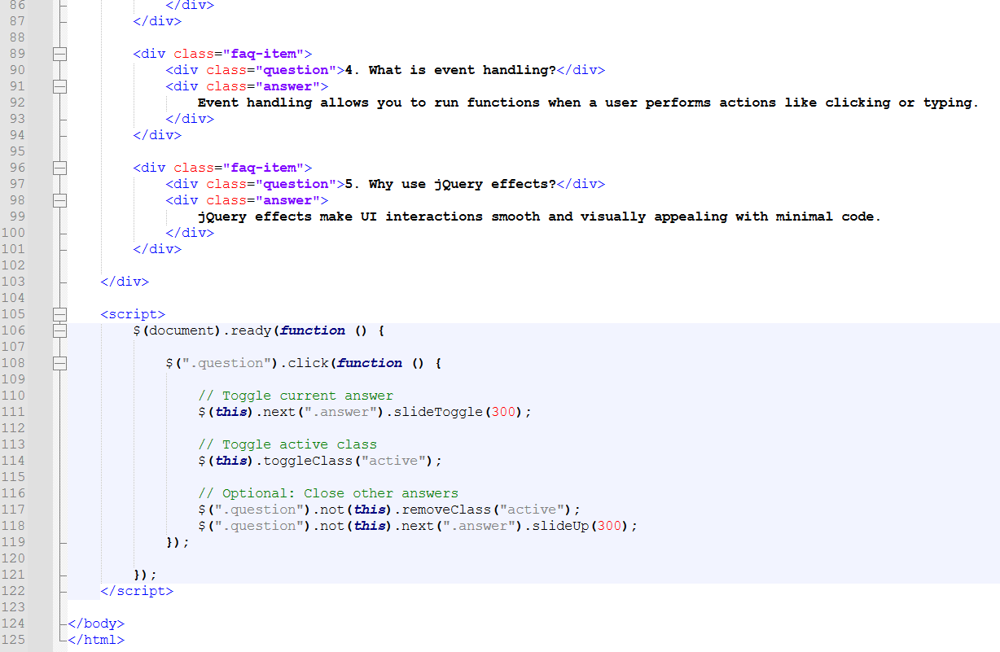 86 </div>
87 </div>
88
89 <div class="faq-item">
90 <div class="question">4. What is event handling?</div>
91 <div class="answer">
92 Event handling allows you to run functions when a user performs actions like clicking or typing.
93 </div>
94 </div>
95
96 <div class="faq-item">
97 <div class="question">5. Why use jQuery effects?</div>
98 <div class="answer">
99 jQuery effects make UI interactions smooth and visually appealing with minimal code.
100 </div>
101 </div>
102
103 </div>
104
105 <script>
106 $(document).ready(function () {
107
108 $(".question").click(function () {
109
110 // Toggle current answer
111 $(this).next(".answer").slideToggle(300);
112
113 // Toggle active class
114 $(this).toggleClass("active");
115
116 // Optional: Close other answers
117 $(".question").not(this).removeClass("active");
118 $(".question").not(this).next(".answer").slideUp(300);
119 });
120
121 });
122 </script>
123
124 </body>
125 </html>